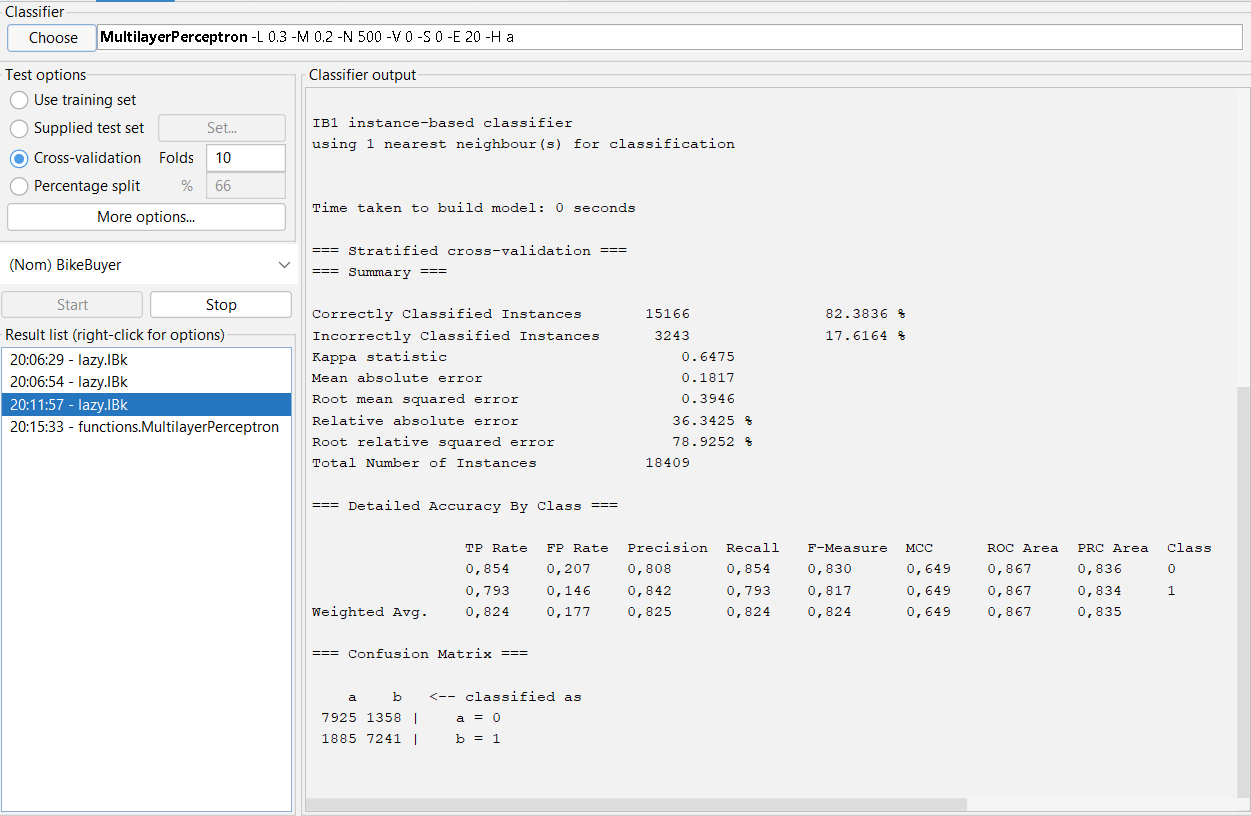 Classifier
Choose MultilayerPerceptron -L 0.3 -M 0.2 -N 500 -V 0 -S 0 -E 20 -H a
Test options
Use training set
Supplied test set Set...
Cross-validation Folds 10
Percentage split % 66
More options...
(Nom) BikeBuyer
Start Stop
Result list (right-click for options)
20:06:29 - lazy.IBk
20:06:54 - lazy.IBk
20:11:57 - lazy.IBk
20:15:33 - functions.MultilayerPerceptron
Classifier output
IB1 instance-based classifier
using 1 nearest neighbour(s) for classification
Time taken to build model: 0 seconds
=== Stratified cross-validation ===
=== Summary ===
Correctly Classified Instances 15166 82.3836 %
Incorrectly Classified Instances 3243 17.6164 %
Kappa statistic 0.6475
Mean absolute error 0.1817
Root mean squared error 0.3946
Relative absolute error 36.3425 %
Root relative squared error 78.9252 %
Total Number of Instances 18409
=== Detailed Accuracy By Class ===
TP Rate FP Rate Precision Recall F-Measure MCC ROC Area PRC Area Class
0,854 0,207 0,808 0,854 0,830 0,649 0,867 0,836 0
0,793 0,146 0,842 0,793 0,817 0,649 0,867 0,834 1
Weighted Avg. 0,824 0,177 0,825 0,824 0,824 0,649 0,867 0,835
=== Confusion Matrix ===
a b <-- classified as
7925 1358 | a = 0
1885 7241 | b = 1